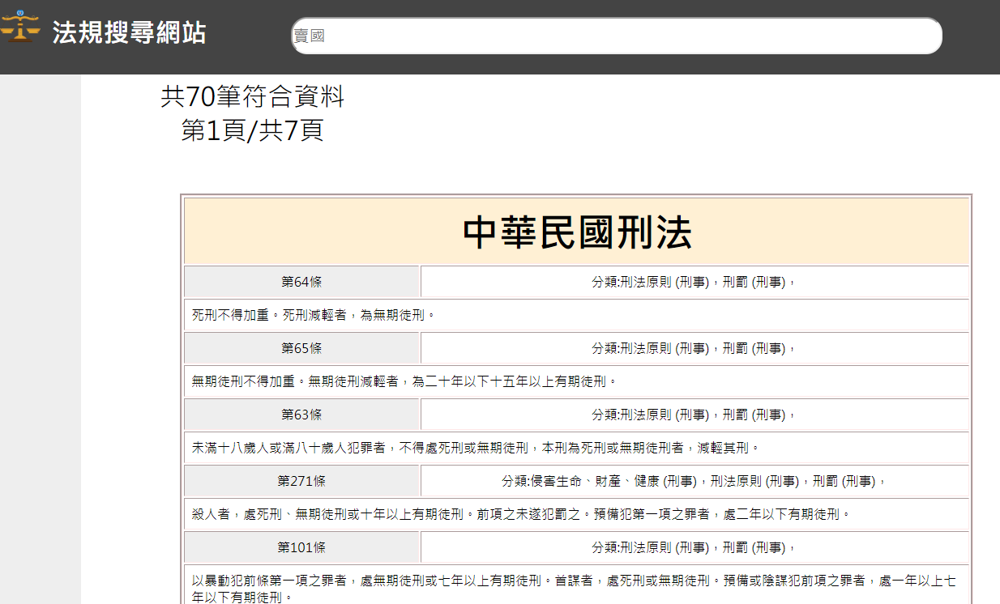 法規搜尋網站
賣國
共70筆符合資料
第1頁/共7頁
中華民國刑法
第64條 分類:刑法原則 (刑事)，刑罰 (刑事)，
死刑不得加重。死刑減輕者，為無期徒刑。
第65條 分類:刑法原則 (刑事)，刑罰 (刑事)，
無期徒刑不得加重。無期徒刑減輕者，為二十年以下十五年以上有期徒刑。
第63條 分類:刑法原則 (刑事)，刑罰 (刑事)，
未滿十八歲人或滿八十歲人犯罪者，不得處死刑或無期徒刑，本刑為死刑或無期徒刑者，減輕其刑。
第271條 分類:侵害生命、財產、健康 (刑事)，刑法原則 (刑事)，刑罰 (刑事)，
殺人者，處死刑、無期徒刑或十年以上有期徒刑。前項之未遂犯罰之。預備犯第一項之罪者，處二年以下有期徒刑。
第101條 分類:刑法原則 (刑事)，刑罰 (刑事)，
以暴動犯前條第一項之罪者，處無期徒刑或七年以上有期徒刑。首謀者，處死刑或無期徒刑。預備或陰謀犯前項之罪者，處一年以上七
年以下有期徒刑。